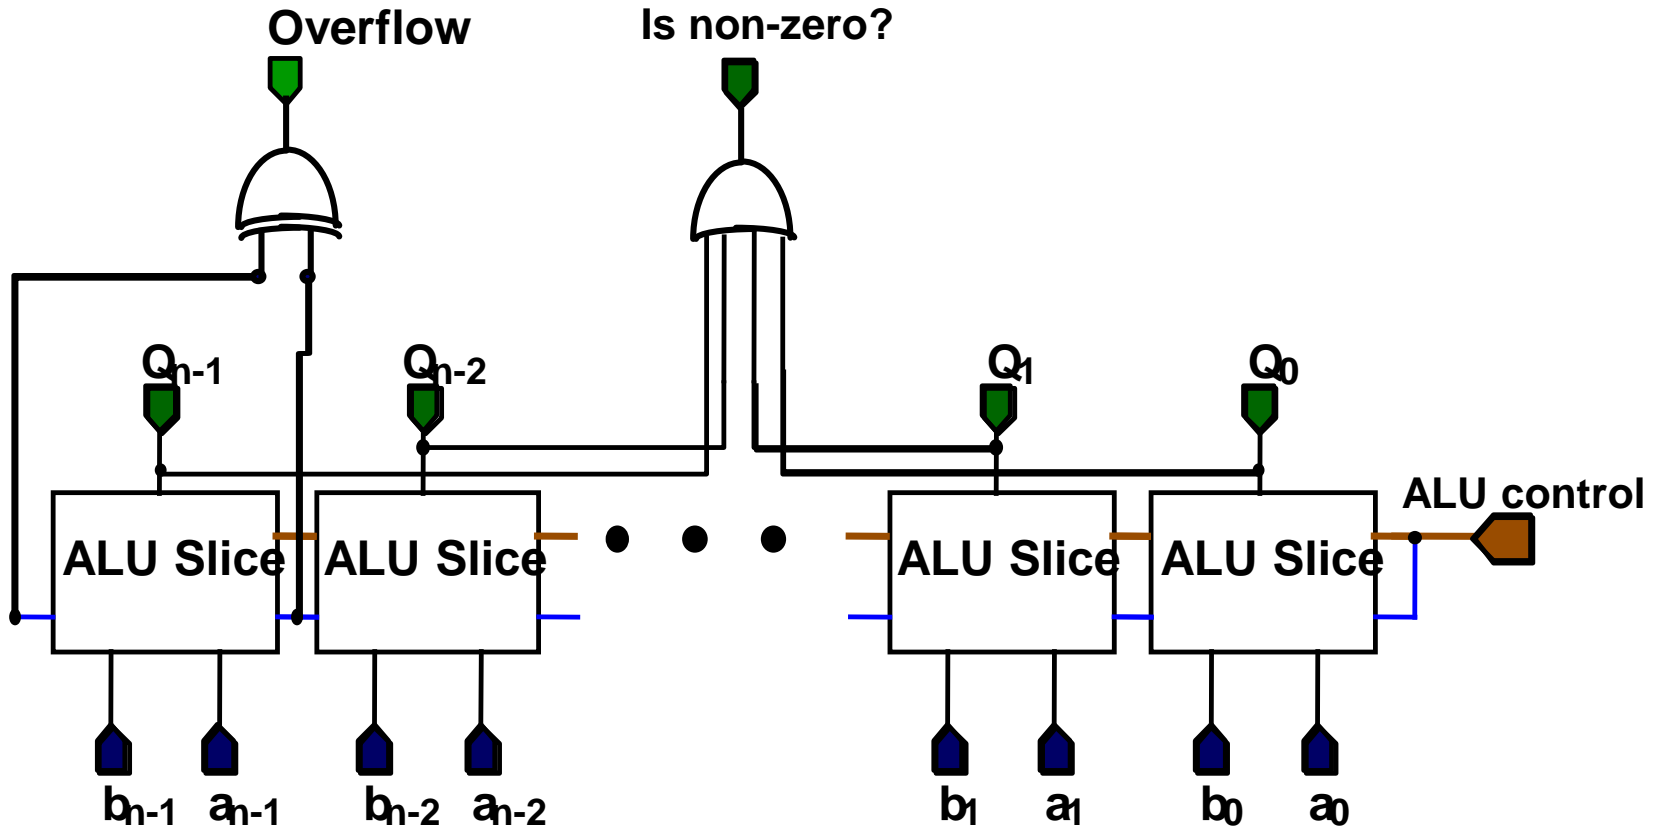 Overflow
Is non-zero?
Qn-1
Qn-2
Q1
Q0
ALU control
ALU Slice
ALU Slice
ALU Slice
ALU Slice
bn-1
an-1
bn-2
an-2
b1
a1
b0
a0